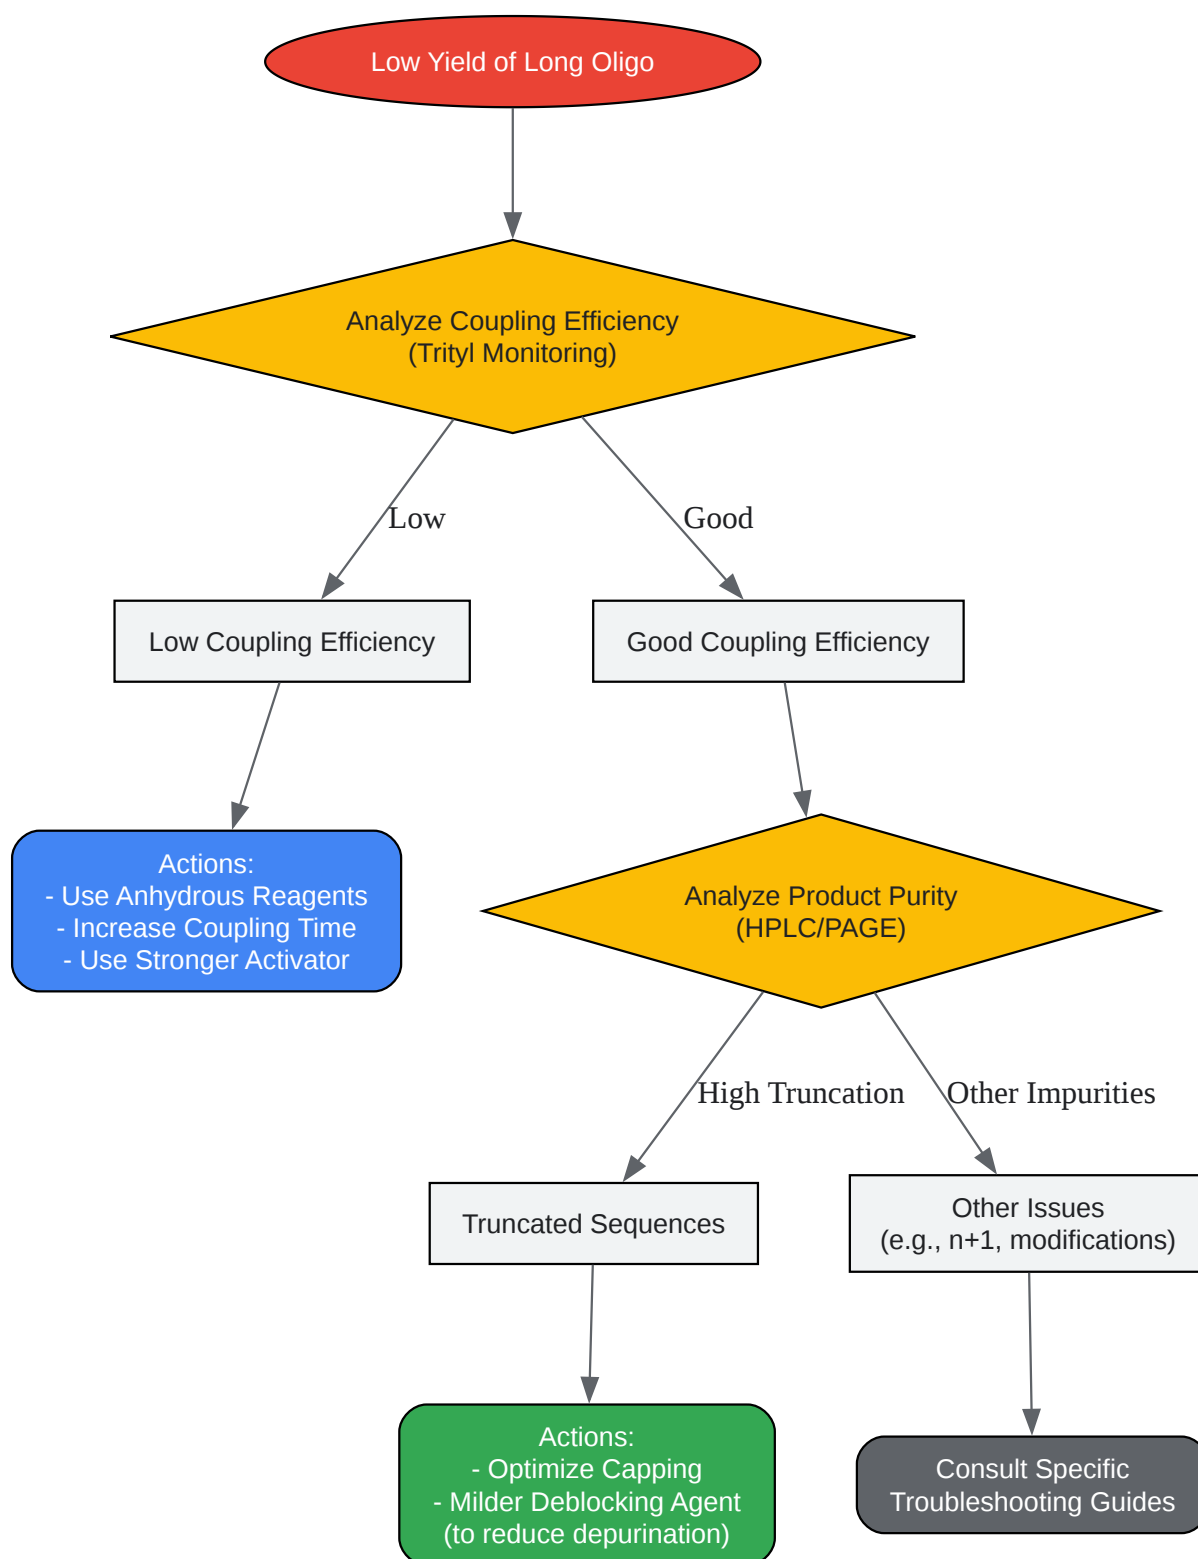 Low Yield of Long Oligo
Analyze Coupling Efficiency
(Trityl Monitoring)
Low
Good
Low Coupling Efficiency
Good Coupling Efficiency
Actions:
- Use Anhydrous Reagents
- Increase Coupling Time
- Use Stronger Activator
Analyze Product Purity
(HPLC/PAGE)
High Truncation
Other Impurities
Truncated Sequences
Other Issues
(e.g., n+1, modifications)
Actions:
- Optimize Capping
- Milder Deblocking Agent
(to reduce depurination)
Consult Specific
Troubleshooting Guides